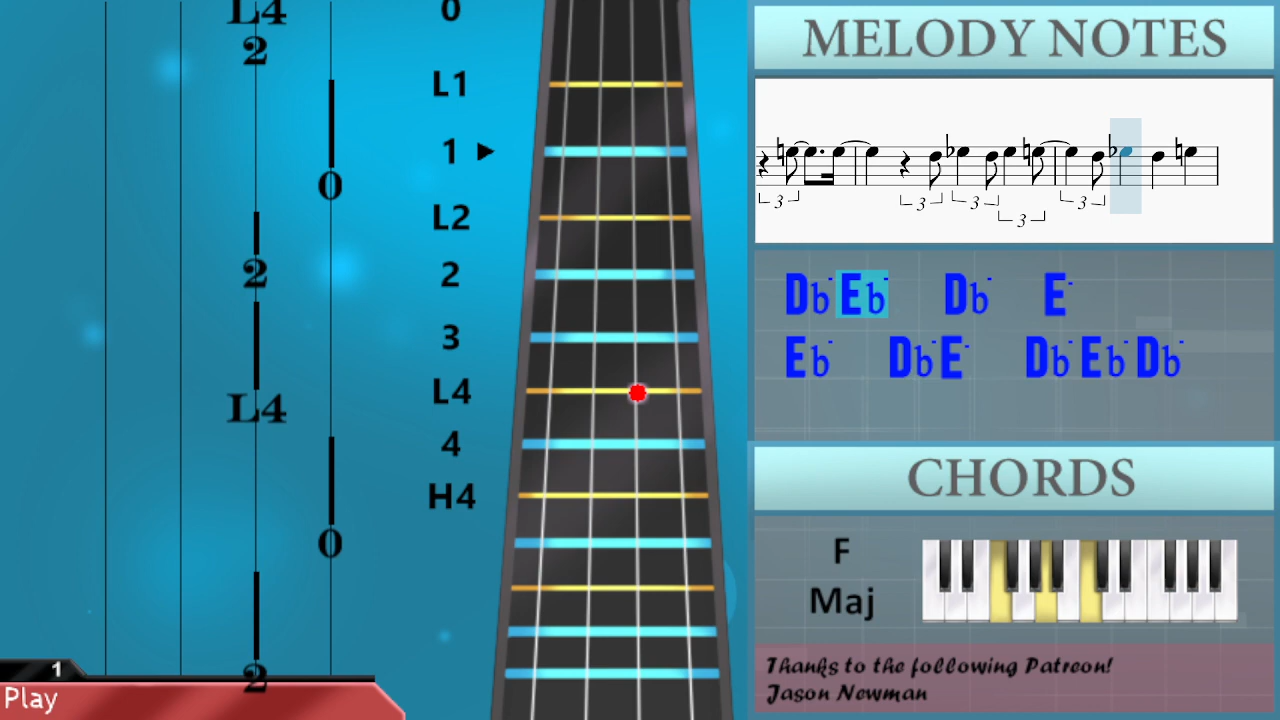 L4
2
0
2
L4
0
2
1
Play
0
L1
1
L2
2
3
L4
4
H4
MELODY NOTES
3
3
3
3
3
Db- Eb- Db- E-
Eb- Db- E- Db- Eb- Db-
CHORDS
F
Maj
Thanks to the following Patreon!
Jason Newman